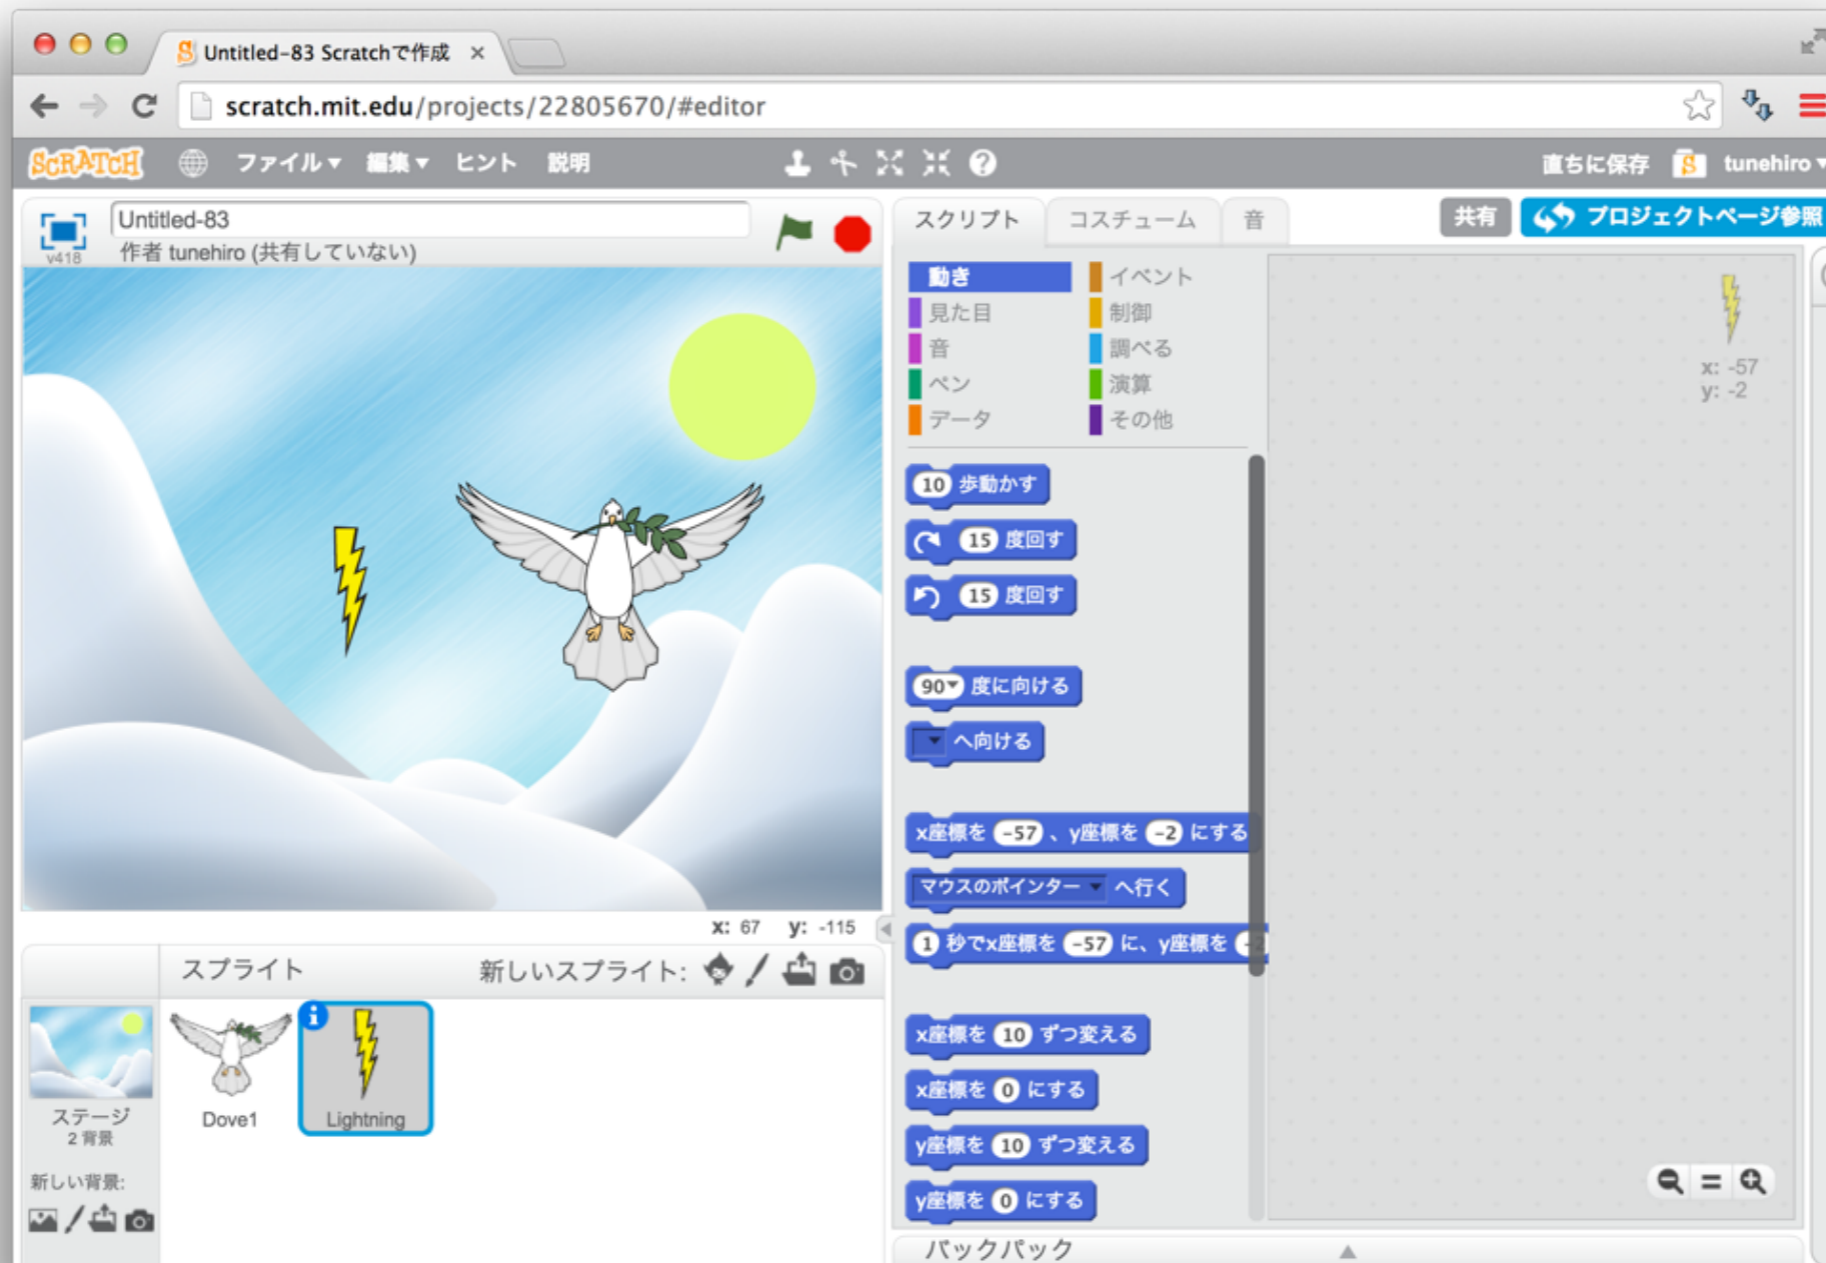 Untitled-83 Scratchで作成
scratch.mit.edu/projects/22805670/#editor
SCRATCH ファイル 編集 ヒント 説明 直ちに保存 tunehiro
v418
Untitled-83
作者 tunehiro (共有していない)
スクリプト コスチューム 音 共有 プロジェクトページ参照
動き イベント
見た目 制御
音 調べる
ペン 演算
データ その他
x: -57
y: -2
10 歩動かす
15 度回す
15 度回す
90 度に向ける
へ向ける
x座標を -57 、y座標を -2 にする
マウスのポインター へ行く
1 秒でx座標を -57 に、y座標を
x座標を 10 ずつ変える
x座標を 0 にする
y座標を 10 ずつ変える
y座標を 0 にする
バックパック
x: 67 y: -115
スプライト 新しいスプライト:
ステージ
2 背景
新しい背景:
Dove1
Lightning